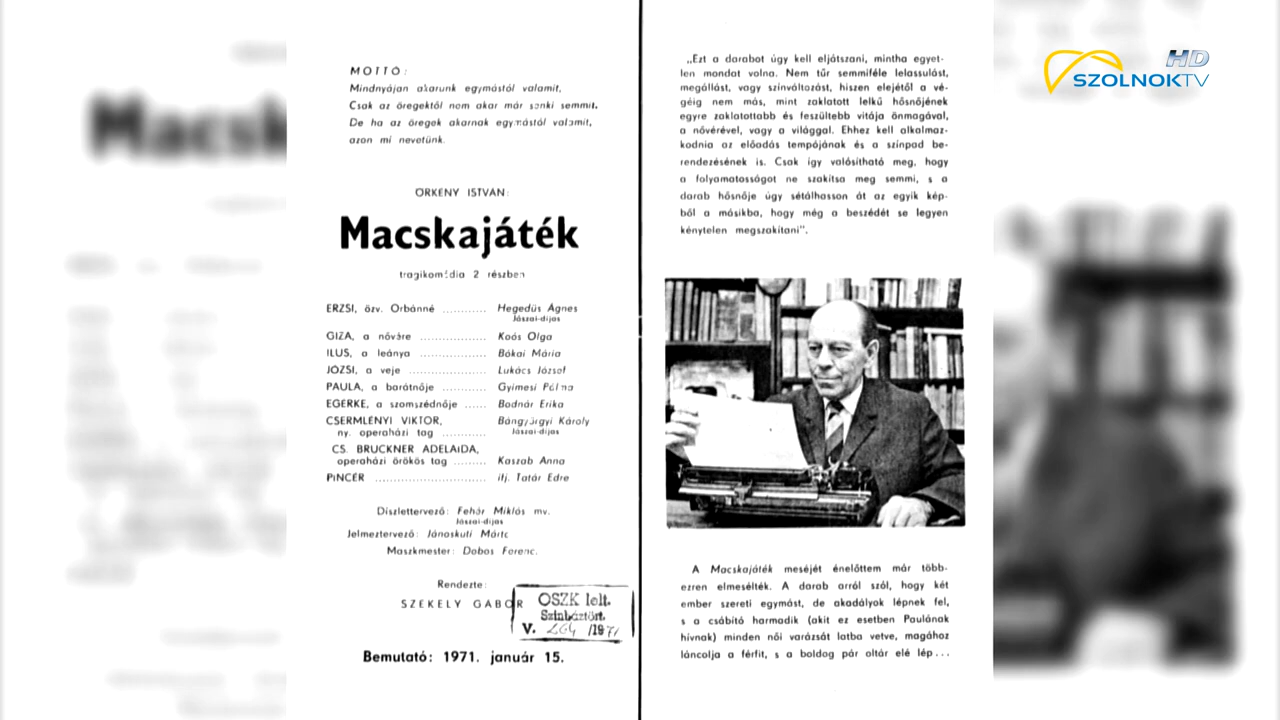 MOTTÓ:
Mindnyájan akarunk egymástól valamit.
Csak az öregektől nem akar már senki semmit.
De ha az öregek akarnak egymástól valamit,
azon mi nevetünk.
ÖRKÉNY ISTVÁN:
Macskajáték
tragikomédia 2 részben
ERZSI, özv. Orbánné ........... Hegedüs Ágnes
Jászai-díjas
GIZA, a nővére ................. Koós Olga
ILUS, a leánya ................. Bókai Mária
JÓZSI, a veje .................... Lukács József
PAULA, a barátnője ........... Gyimesi Pálma
EGÉRKE, a szomszédnője ...... Bodnár Erika
CSERMLÉNYI VIKTOR,
ny. operaházi tag ........... Bángyörgyi Károly
Jászai-díjas
CS. BRUCKNER ADELAIDA,
operaházi örökös tag ......... Kaszab Anna
PINCÉR ............................ ifj. Tatár Edre
Díszlettervező: Fehér Miklós mv.
Jászai-díjas
Jelmeztervező: Jánoskuti Márta
Maszkmester: Dobos Ferenc.
Rendezte:
SZÉKELY GÁBOR
OSZK lelt.
Színháztört.
V. 264 /1971
Bemutató: 1971. január 15.
„Ezt a darabot úgy kell eljátszani, mintha egyet-
len mondat volna. Nem tűr semmiféle lelassulást,
megállást, vagy színváltozást, hiszen elejétől a vé-
géig nem más, mint zaklatott lelkű hősnőjének
egyre zaklatottabb és feszültebb vitája önmagával,
a nővérével, vagy a világgal. Ehhez kell alkalmaz-
kodnia az előadás tempójának és a színpad be-
rendezésének is. Csak így valósítható meg, hogy
a folyamatosságot ne szakítsa meg semmi, s a
darab hősnője úgy sétálhasson át az egyik kép-
ből a másikba, hogy még a beszédét se legyen
kénytelen megszakítani”.
A Macskajáték meséjét énelőttem már több-
ezren elmesélték. A darab arról szól, hogy két
ember szereti egymást, de akadályok lépnek fel,
s a csábító harmadik (akit ez esetben Paulának
hívnak) minden női varázsát latba vetve, magához
láncolja a férfit, s a boldog pár oltár elé lép...
HD
SZOLNOKTV